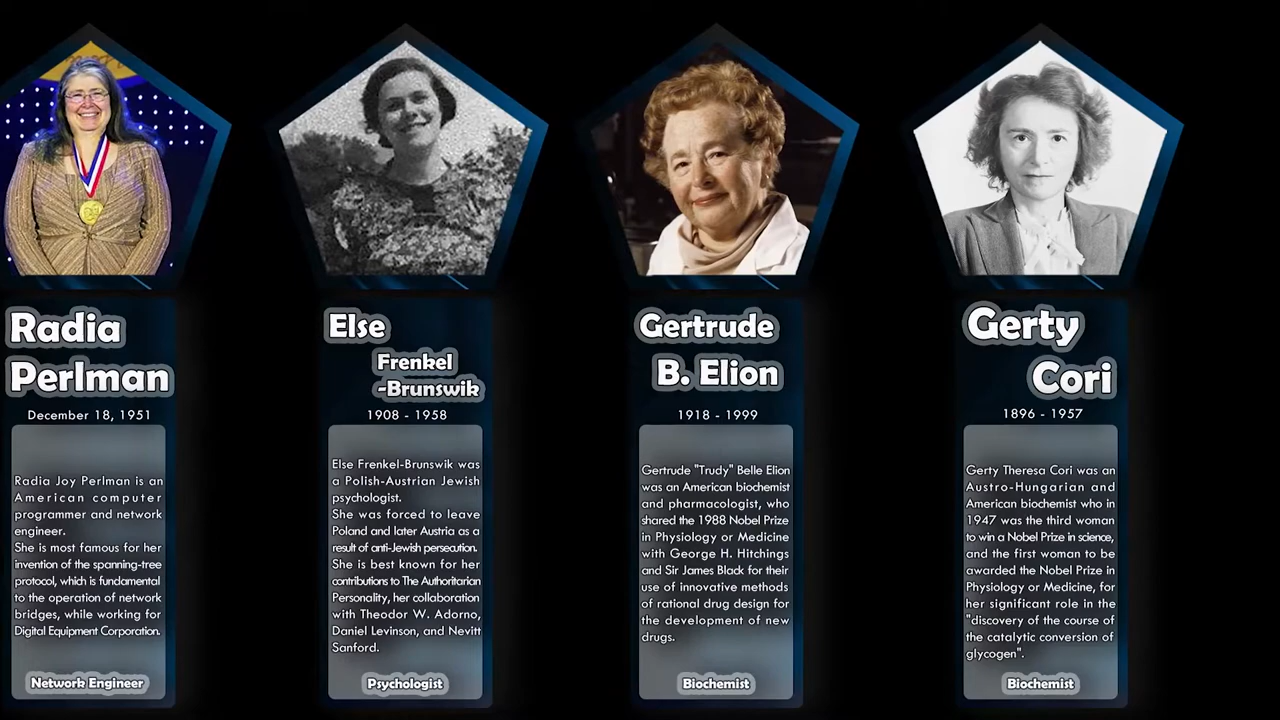 Radia
Perlman
December 18, 1951
Radia Joy Perlman is an
American computer
programmer and network
engineer.
She is most famous for her
invention of the spanning-tree
protocol, which is fundamental
to the operation of network
bridges, while working for
Digital Equipment Corporation.
Network Engineer
Else
Frenkel
-Brunswik
1908 - 1958
Else Frenkel-Brunswik was
a Polish-Austrian Jewish
psychologist.
She was forced to leave
Poland and later Austria as a
result of anti-Jewish persecution.
She is best known for her
contributions to The Authoritarian
Personality, her collaboration
with Theodor W. Adorno,
Daniel Levinson, and Nevitt
Sanford.
Psychologist
Gertrude
B. Elion
1918 - 1999
Gertrude "Trudy" Belle Elion
was an American biochemist
and pharmacologist, who
shared the 1988 Nobel Prize
in Physiology or Medicine
with George H. Hitchings
and Sir James Black for their
use of innovative methods
of rational drug design for
the development of new
drugs.
Biochemist
Gerty
Cori
1896 - 1957
Gerty Theresa Cori was an
Austro-Hungarian and
American biochemist who in
1947 was the third woman
to win a Nobel Prize in science,
and the first woman to be
awarded the Nobel Prize in
Physiology or Medicine, for
her significant role in the
"discovery of the course of
the catalytic conversion of
glycogen".
Biochemist